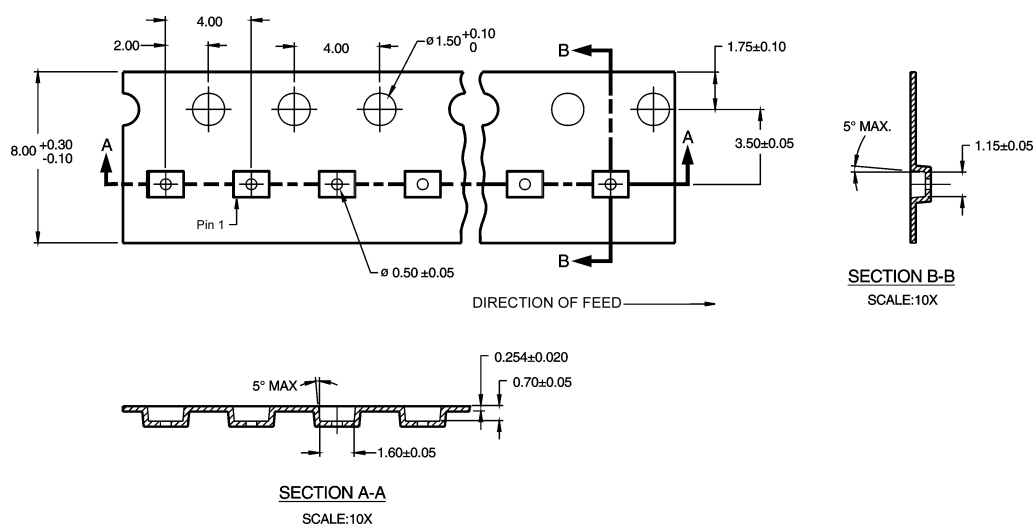 4.00
2.00
4.00
ø1.50 +0.10
0
B
1.75±0.10
8.00 +0.30
-0.10
A
A
3.50±0.05
5° MAX.
1.15±0.05
Pin 1
ø 0.50 ±0.05
B
DIRECTION OF FEED
SECTION B-B
SCALE:10X
5° MAX
0.254±0.020
0.70±0.05
1.60±0.05
SECTION A-A
SCALE:10X